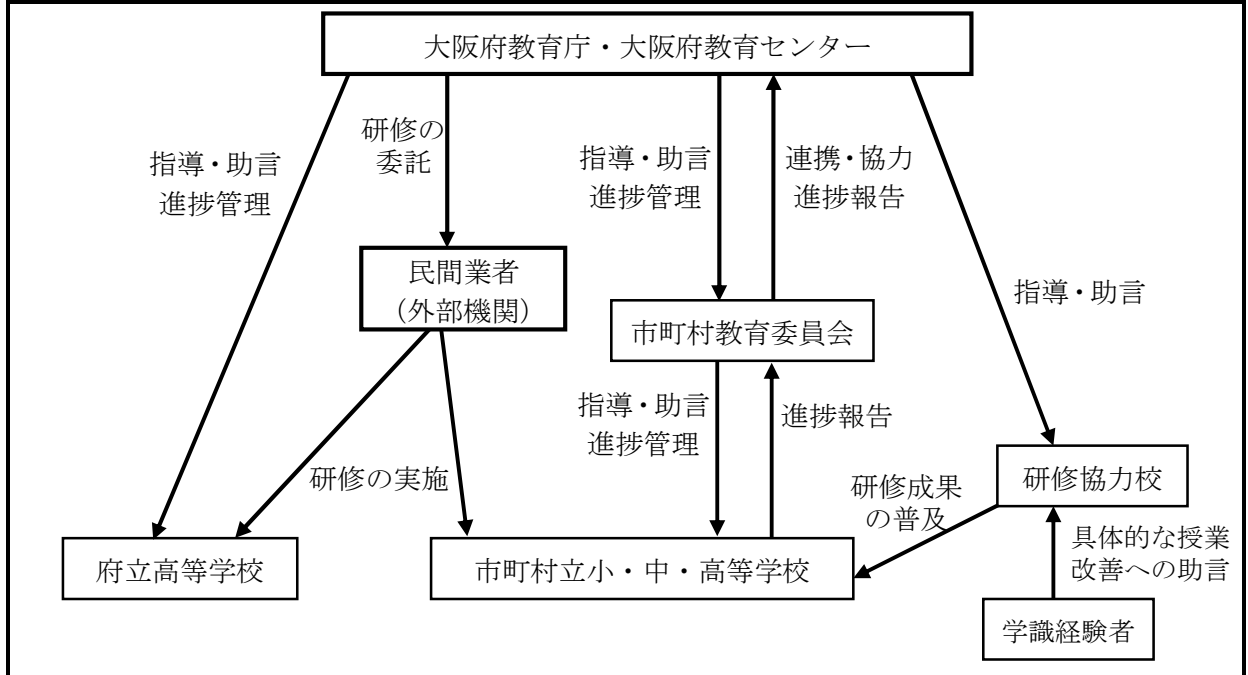 大阪府教育庁・大阪府教育センター
研修の
委託
指導・助言
進捗管理
指導・助言
進捗管理
連携・協力
進捗報告
民間業者
（外部機関）
指導・助言
市町村教育委員会
指導・助言
進捗管理
進捗報告
研修の実施
研修成果
の普及
研修協力校
府立高等学校
市町村立小・中・高等学校
具体的な授業
改善への助言
学識経験者